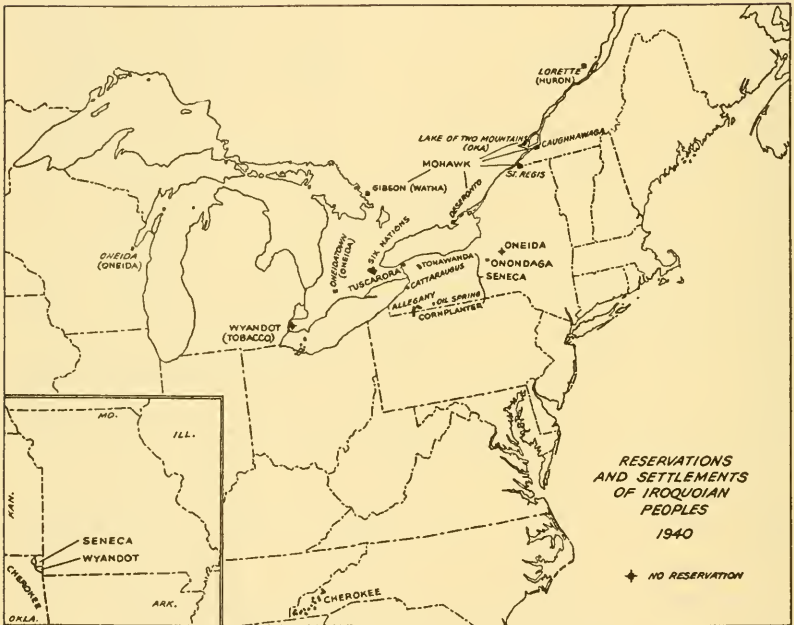 LORETTE
(HURON)
LAKE OF TWO MOUNTAINS
(OKA)
CAUGHNAWAGA
MOHAWK
ST. REGIS
GIBSON (WATHA)
DESERONTO
SIX NATIONS
ONEIDATOWN
(ONEIDA)
ONEIDA
(ONEIDA)
TUSCARORA
TONAWANDA
CATTARAUGUS
ONEIDA
ONONDAGA
SENECA
ALLEGANY
OIL SPRING
CORNPLANTER
WYANDOT
(TOBACCO)
MO.
ILL.
KAN.
SENECA
WYANDOT
CHEROKEE
OKLA.
ARK.
CHEROKEE
RESERVATIONS
AND SETTLEMENTS
OF IROQUOIAN
PEOPLES
1940
NO RESERVATION